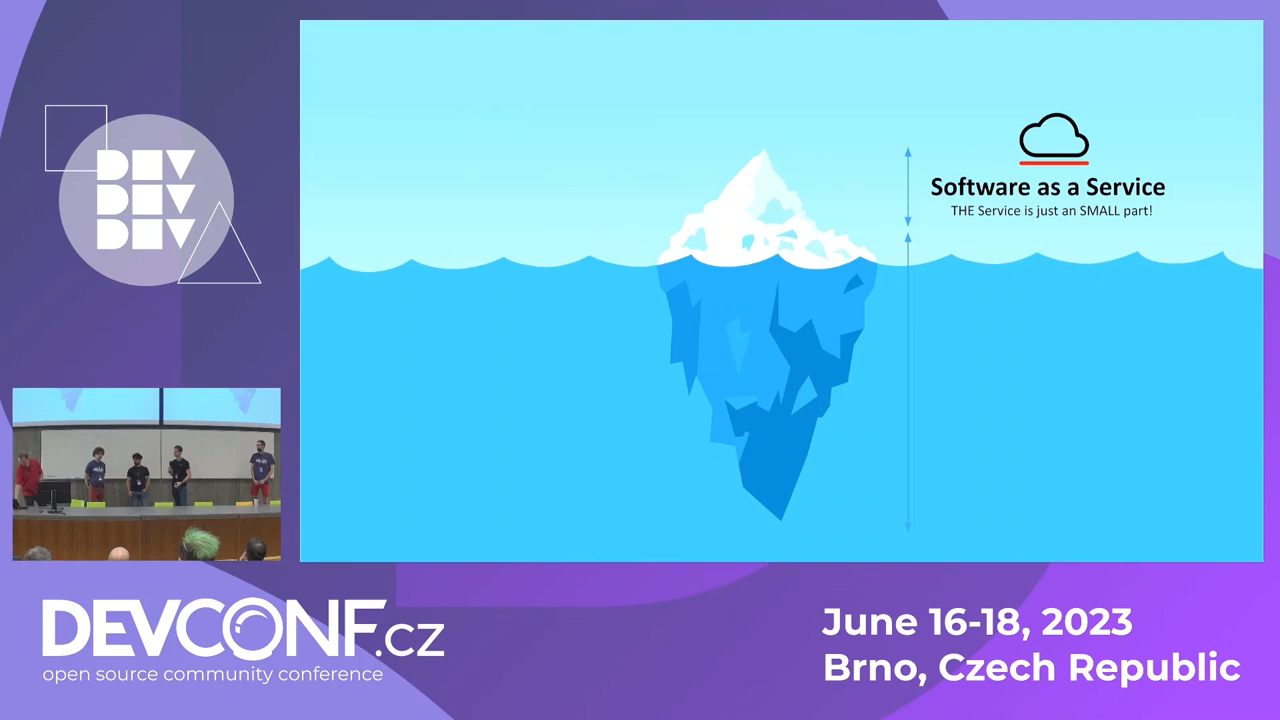 DEV
DEV
DEV
Software as a Service
THE Service is just an SMALL part!
DEVCONF.cz
open source community conference
June 16-18, 2023
Brno, Czech Republic